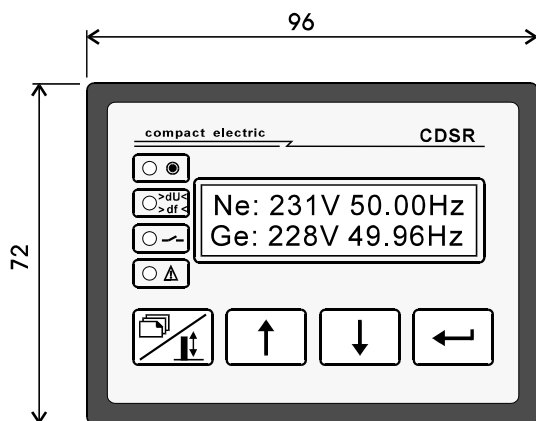 96
compact electric
CDSR
>dU<
>df<
Ne: 231V 50.00Hz
Ge: 228V 49.96Hz
72